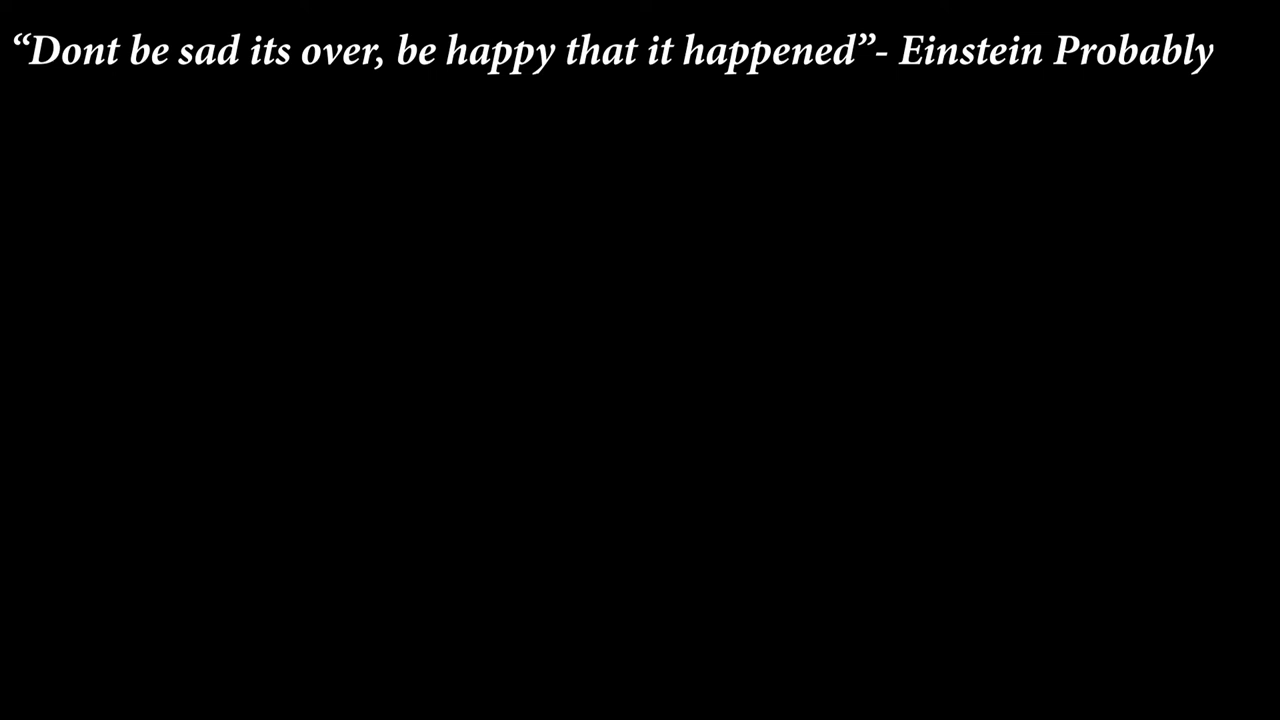 “Dont be sad its over, be happy that it happened”- Einstein Probably